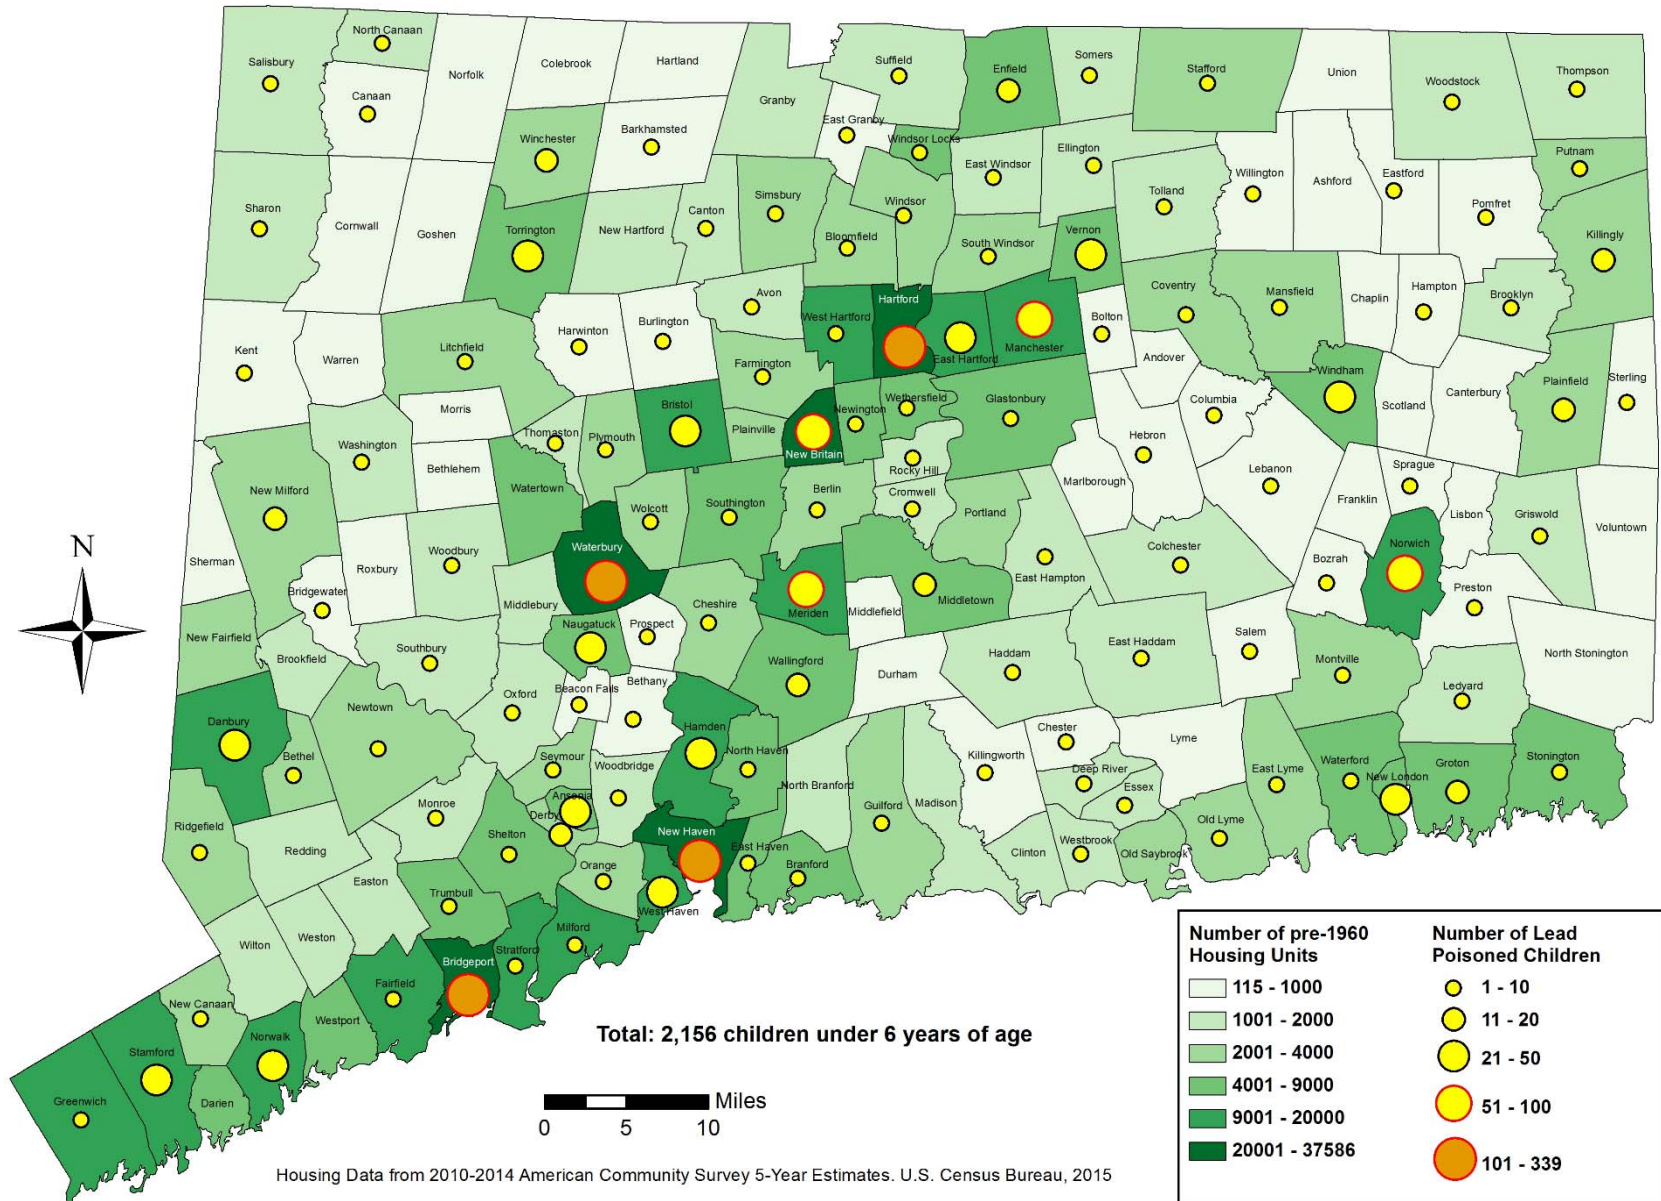 North Canaan
Salisbury
Canaan
Norfolk
Colebrook
Hartland
Granby
Suffield
Enfield
Somers
Stafford
Union
Woodstock
Thompson
Winchester
Barkhamsted
East Granby
Windsor Locks
East Windsor
Ellington
Tolland
Willington
Ashford
Eastford
Pomfret
Putnam
Sharon
Cornwall
Goshen
Torrington
New Hartford
Canton
Simsbury
Bloomfield
Windsor
South Windsor
Vernon
Killingly
Kent
Warren
Litchfield
Harwinton
Burlington
Avon
West Hartford
Hartford
East Hartford
Manchester
Bolton
Coventry
Mansfield
Chaplin
Hampton
Brooklyn
Farmington
Andover
Columbia
Windham
Scotland
Canterbury
Plainfield
Sterling
Morris
Washington
Bethlehem
Thomaston
Plymouth
Bristol
Plainville
New Britain
Newington
Wethersfield
Glastonbury
Rocky Hill
Hebron
Marlborough
Lebanon
Franklin
Sprague
Lisbon
Griswold
Voluntown
New Milford
Sherman
Roxbury
Woodbury
Watertown
Waterbury
Wolcott
Southington
Berlin
Cromwell
Portland
East Hampton
Colchester
Bozrah
Norwich
Preston
N
Bridgewater
Middlebury
Naugatuck
Prospect
Cheshire
Meriden
Middlefield
Middletown
New Fairfield
Brookfield
Southbury
Oxford
Beacon Falls
Bethany
Wallingford
Durham
Haddam
East Haddam
Salem
Montville
North Stonington
Ledyard
Danbury
Bethel
Newtown
Seymour
Woodbridge
Hamden
North Haven
North Branford
Guilford
Madison
Killingworth
Chester
Deep River
Essex
Lyme
East Lyme
Waterford
New London
Groton
Stonington
Ridgefield
Redding
Monroe
Shelton
Ansonia
Derby
Orange
New Haven
East Haven
Branford
Clinton
Westbrook
Old Saybrook
Old Lyme
Easton
Trumbull
West Haven
Milford
Stratford
Bridgeport
Fairfield
Weston
Wilton
New Canaan
Norwalk
Westport
Stamford
Darien
Greenwich
Total: 2,156 children under 6 years of age
Miles
0 5 10
Housing Data from 2010-2014 American Community Survey 5-Year Estimates. U.S. Census Bureau, 2015
Number of pre-1960
Housing Units
115 - 1000
1001 - 2000
2001 - 4000
4001 - 9000
9001 - 20000
20001 - 37586
Number of Lead
Poisoned Children
1 - 10
11 - 20
21 - 50
51 - 100
101 - 339